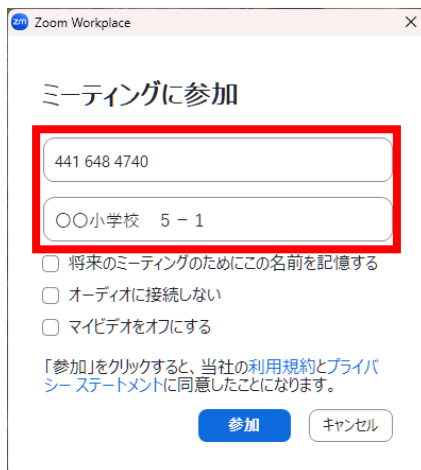 zm Zoom Workplace
ミーティングに参加
441 648 4740
〇〇小学校　５－１
将来のミーティングのためにこの名前を記憶する
オーディオに接続しない
マイビデオをオフにする
「参加」をクリックすると、当社の利用規約とプライバ
シー ステートメントに同意したことになります。
参加 キャンセル